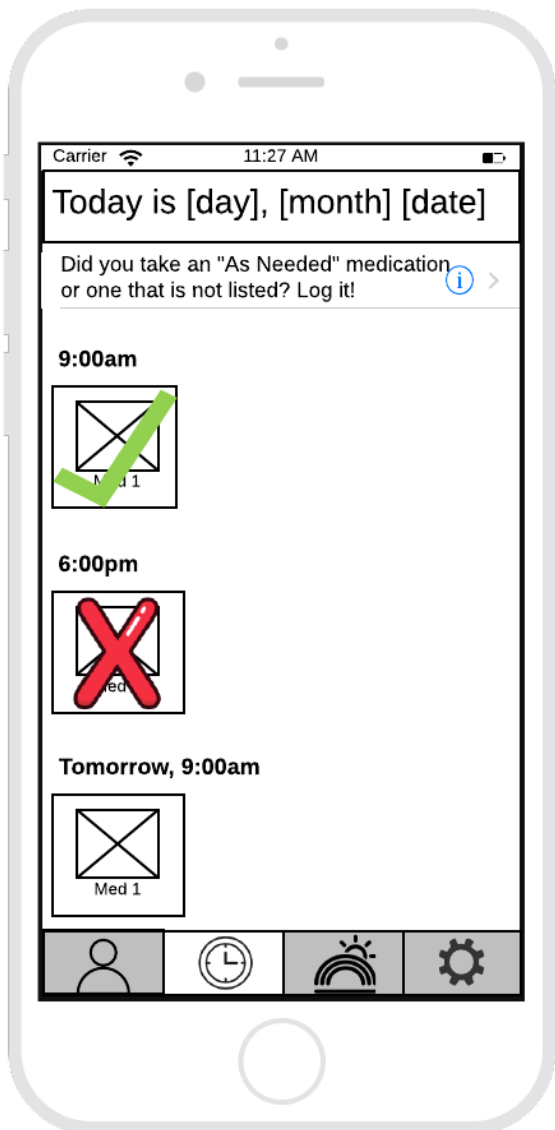 Carrier 11:27 AM
Today is [day], [month] [date]
Did you take an "As Needed" medication
or one that is not listed? Log it!
i
9:00am
Med 1
6:00pm
Tomorrow, 9:00am
Med 1